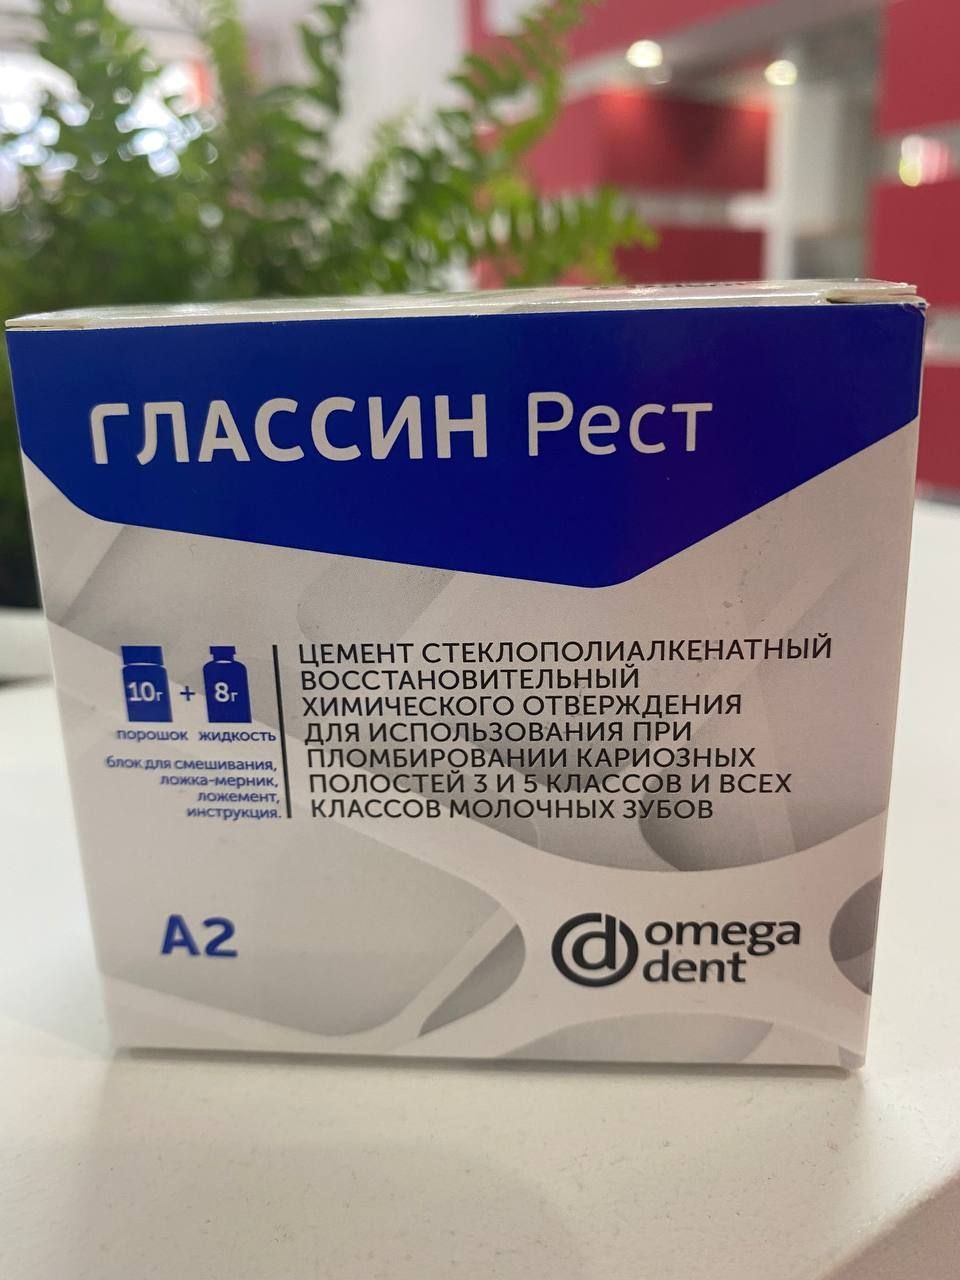 ГЛАССИН Рест
10г + 8г
порошок жидкость
блок для смешивания,
ложка-мерник,
ложемент,
инструкция.
ЦЕМЕНТ СТЕКЛОПОЛИАЛКЕНАТНЫЙ
ВОССТАНОВИТЕЛЬНЫЙ
ХИМИЧЕСКОГО ОТВЕРЖДЕНИЯ
ДЛЯ ИСПОЛЬЗОВАНИЯ ПРИ
ПЛОМБИРОВАНИИ КАРИОЗНЫХ
ПОЛОСТЕЙ 3 И 5 КЛАССОВ И ВСЕХ
КЛАССОВ МОЛОЧНЫХ ЗУБОВ
A2
omega
dent